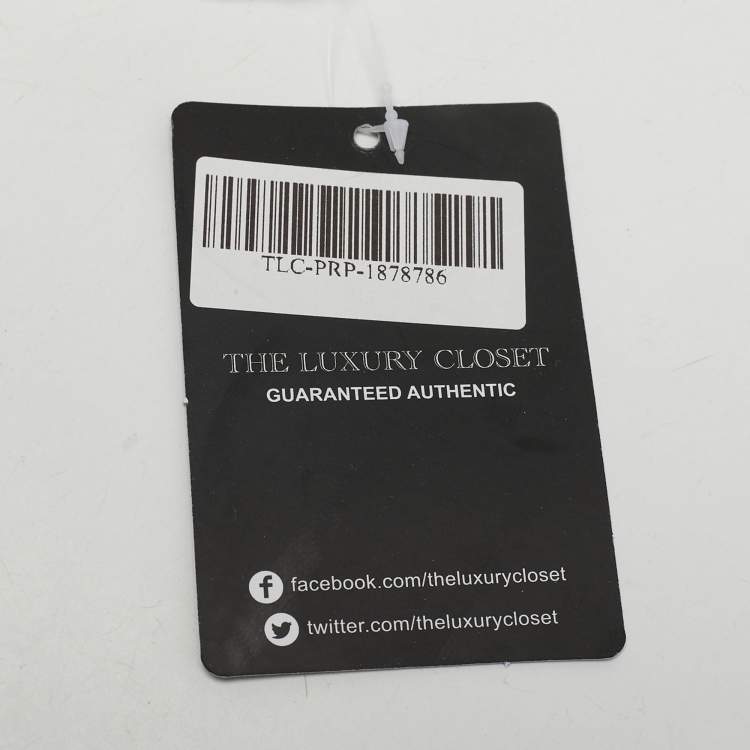 TLC-PRP-1878786
THE LUXURY CLOSET
GUARANTEED AUTHENTIC
facebook.com/theluxurycloset
twitter.com/theluxurycloset